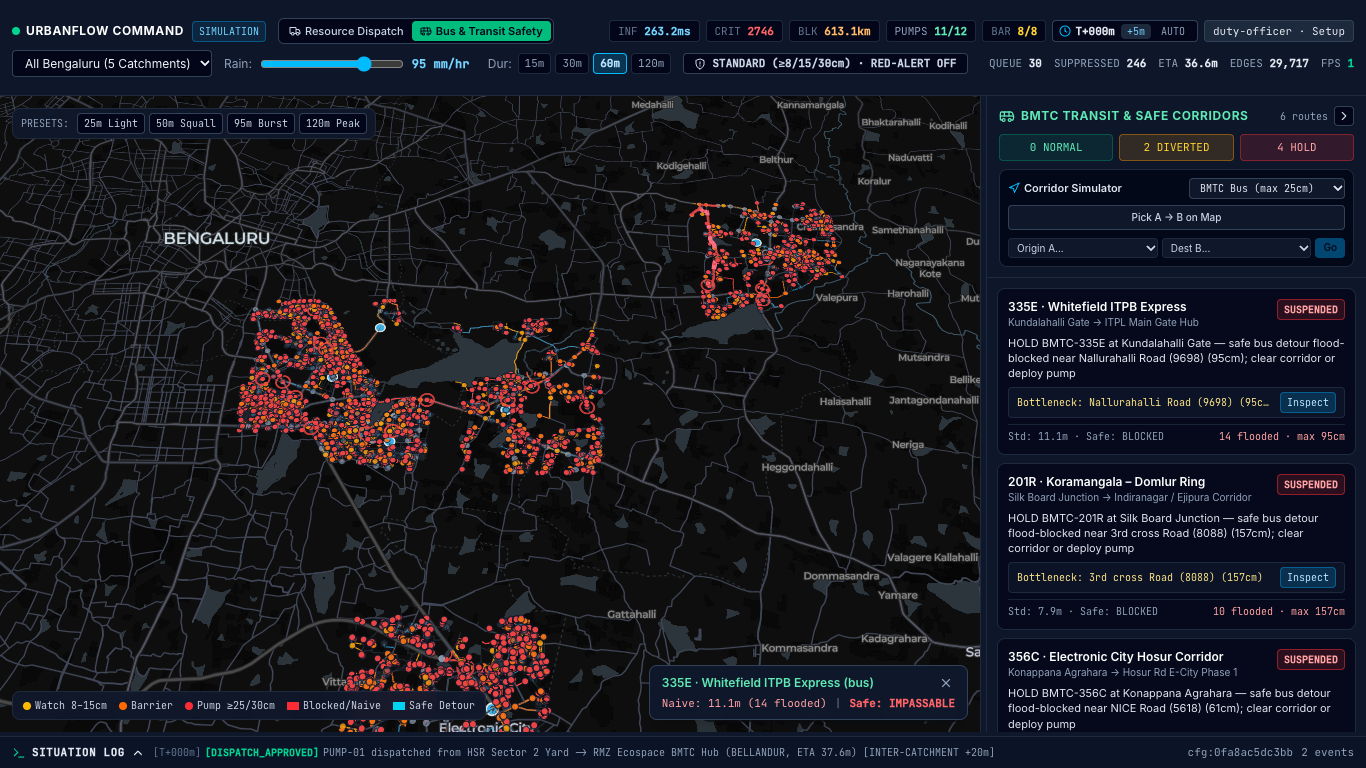 URBANFLOW COMMAND SIMULATION Resource Dispatch Bus & Transit Safety INF 263.2ms CRIT 2746 BLK 613.1km PUMPS 11/12 BAR 8/8 T+000m +5m AUTO duty-officer · Setup
All Bengaluru (5 Catchments) Rain: 95 mm/hr Dur: 15m 30m 60m 120m STANDARD (≥8/15/30cm) · RED-ALERT OFF QUEUE 30 SUPPRESSED 246 ETA 36.6m EDGES 29,717 FPS 1
PRESETS: 25m Light 50m Squall 95m Burst 120m Peak
Medahalli
Kannamangala
Bhaktarahalli
Kodihalli
Kodigehalli
Belthur
Naduvatti
Koralur
BENGALURU
Samethanahalli
Naganayakana
Kote
Harohalli
Valepura
Mutsandra
Halasahalli
Jantagondanahalli
Neriga
Heggondahalli
Valagere Kallahalli
Dommasandra
Yamare
Gattahalli
Kadagrahara
Kommasandra
Watch 8–15cm Barrier Pump ≥25/30cm Blocked/Naive Safe Detour
335E · Whitefield ITPB Express (bus)
Naive: 11.1m (14 flooded) | Safe: IMPASSABLE
BMTC TRANSIT & SAFE CORRIDORS 6 routes
0 NORMAL 2 DIVERTED 4 HOLD
Corridor Simulator BMTC Bus (max 25cm)
Pick A → B on Map
Origin A... Dest B... Go
335E · Whitefield ITPB Express SUSPENDED
Kundalahalli Gate → ITPL Main Gate Hub
HOLD BMTC-335E at Kundalahalli Gate — safe bus detour flood-
blocked near Nallurahalli Road (9698) (95cm); clear corridor or
deploy pump
Bottleneck: Nallurahalli Road (9698) (95c… Inspect
Std: 11.1m · Safe: BLOCKED 14 flooded · max 95cm
201R · Koramangala – Domlur Ring SUSPENDED
Silk Board Junction → Indiranagar / Ejipura Corridor
HOLD BMTC-201R at Silk Board Junction — safe bus detour
flood-blocked near 3rd cross Road (8088) (157cm); clear
corridor or deploy pump
Bottleneck: 3rd cross Road (8088) (157cm) Inspect
Std: 7.9m · Safe: BLOCKED 10 flooded · max 157cm
356C · Electronic City Hosur Corridor SUSPENDED
Konappana Agrahara → Hosur Rd E-City Phase 1
HOLD BMTC-356C at Konappana Agrahara — safe bus detour
flood-blocked near NICE Road (5618) (61cm); clear
corridor or deploy pump
SITUATION LOG [T+000m] [DISPATCH_APPROVED] PUMP-01 dispatched from HSR Sector 2 Yard → RMZ Ecospace BMTC Hub (BELLANDUR, ETA 37.6m) [INTER-CATCHMENT +20m] cfg:0fa8ac5dc3bb 2 events